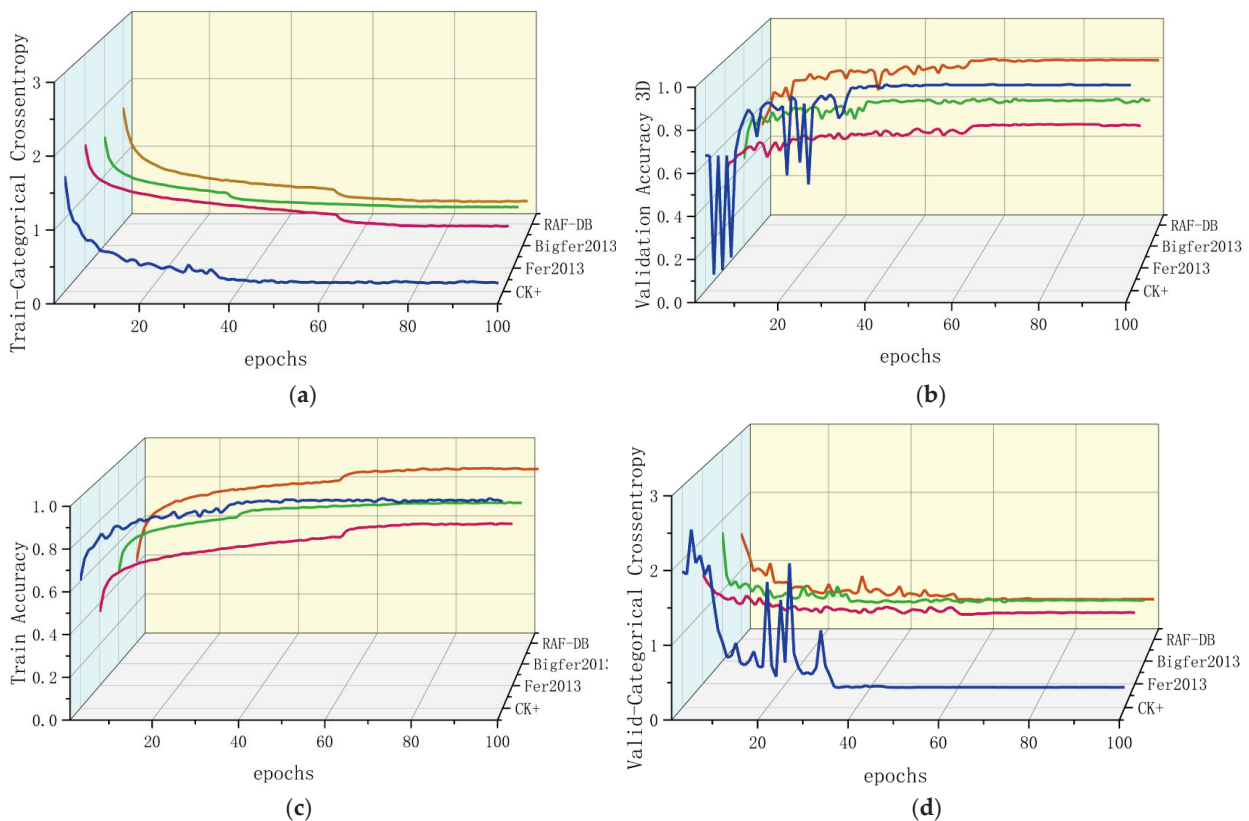 Train-Categorical Crossentropy
3
2
1
0
20
40
60
80
100
epochs
RAF-DB
Bigfer2013
Fer2013
CK+
(a)
Validation Accuracy 3D
1.0
0.8
0.6
0.4
0.2
0.0
20
40
60
80
100
epochs
RAF-DB
Bigfer2013
Fer2013
CK+
(b)
Train Accuracy
1.0
0.8
0.6
0.4
0.2
0.0
20
40
60
80
100
epochs
RAF-DB
Bigfer2013
Fer2013
CK+
(c)
Valid-Categorical Crossentropy
3
2
1
0
20
40
60
80
100
epochs
RAF-DB
Bigfer2013
Fer2013
CK+
(d)